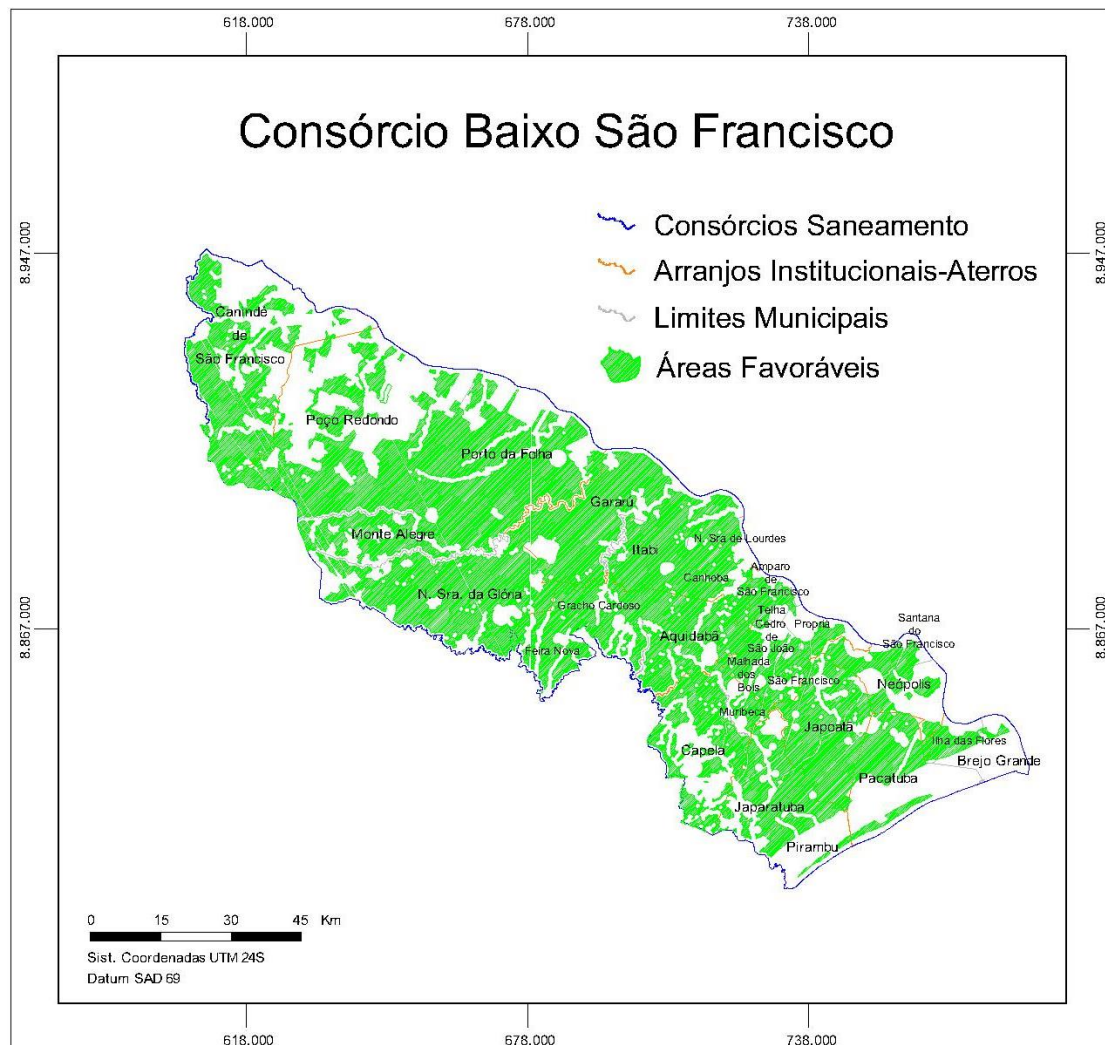 618.000 678.000 738.000
Consórcio Baixo São Francisco
Consórcios Saneamento
8.947.000 8.947.000
Arranjos Institucionais-Aterros
Limites Municipais
Áreas Favoráveis
Canindé
de
São Francisco
Poço Redondo
Porto da Folha
Gararú
Monte Alegre
N. Sra de Lourdes
Itabi
Amparo
de
São Francisco
Canhoba
N. Sra. da Glória
Gracho Cardoso
Telha
Cedro
de
São João
Propriá
Santana
do
São Francisco
8.867.000 8.867.000
Aquidabã
Feira Nova
Malhada
dos
Bois
São Francisco
Neópolis
Muribeca
Japoatã
Ilha das Flores
Capela
Brejo Grande
Pacatuba
Japaratuba
Pirambu
0 15 30 45 Km
Sist. Coordenadas UTM 24S
Datum SAD 69
618.000 678.000 738.000